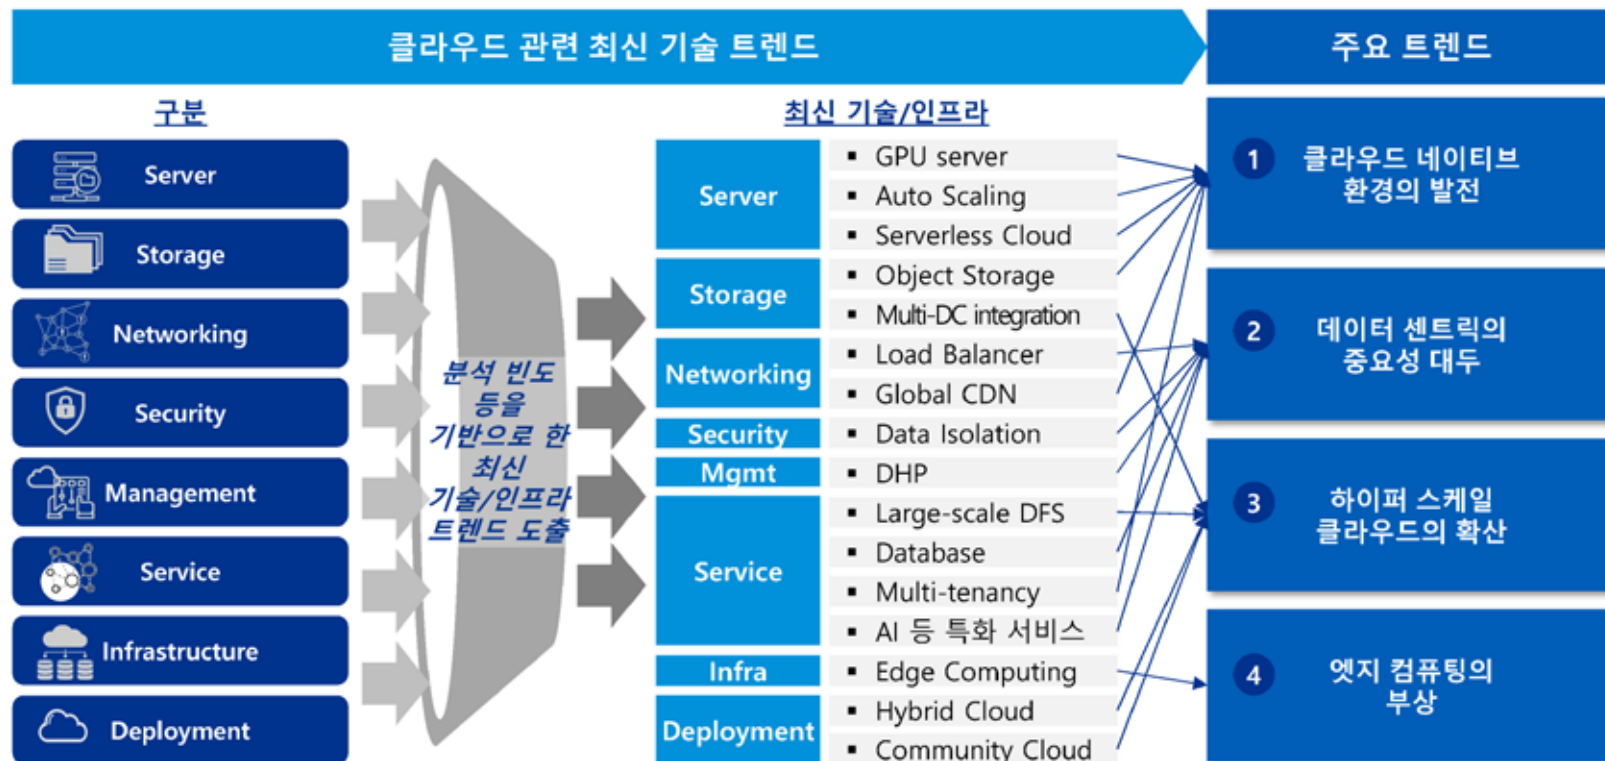 클라우드 관련 최신 기술 트렌드
주요 트렌드
구분
Server
Storage
Networking
Security
Management
Service
Infrastructure
Deployment
분석 빈도
등을
기반으로 한
최신
기술/인프라
트렌드 도출
최신 기술/인프라
Server
▪ GPU server
▪ Auto Scaling
▪ Serverless Cloud
Storage
▪ Object Storage
▪ Multi-DC integration
Networking
▪ Load Balancer
▪ Global CDN
Security
▪ Data Isolation
Mgmt
▪ DHP
Service
▪ Large-scale DFS
▪ Database
▪ Multi-tenancy
▪ AI 등 특화 서비스
Infra
▪ Edge Computing
Deployment
▪ Hybrid Cloud
▪ Community Cloud
1 클라우드 네이티브
환경의 발전
2 데이터 센트릭의
중요성 대두
3 하이퍼 스케일
클라우드의 확산
4 엣지 컴퓨팅의
부상